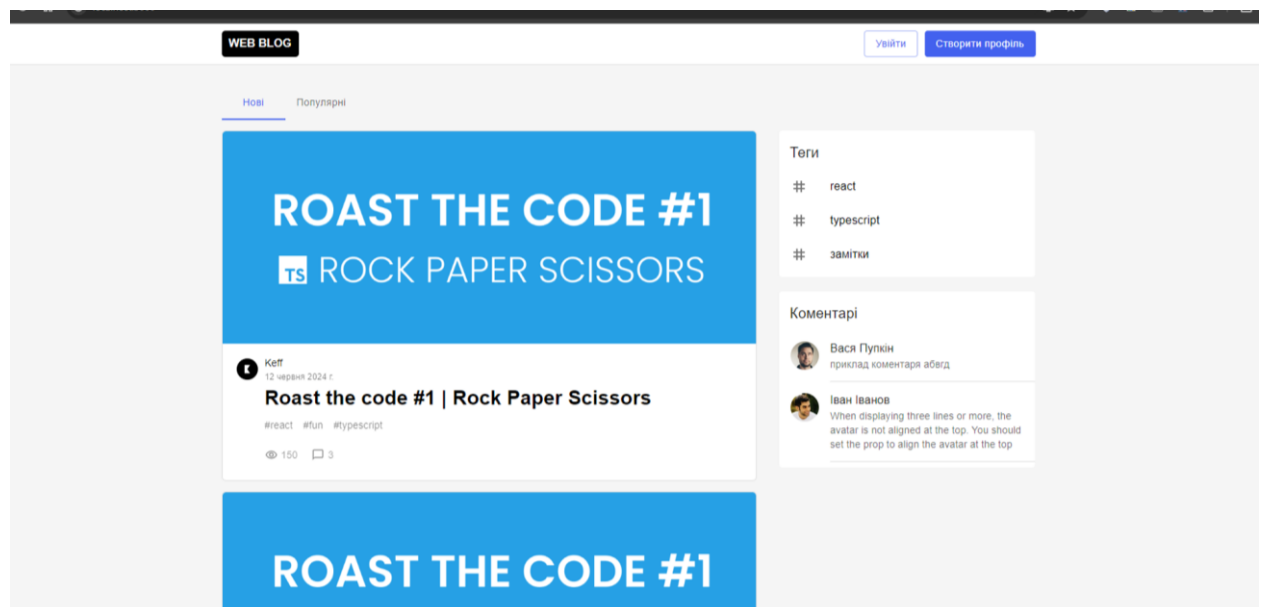 WEB BLOG
Увійти
Створити профіль
Нові
Популярні
ROAST THE CODE #1
TS ROCK PAPER SCISSORS
Keff
12 червня 2024 г.
Roast the code #1 | Rock Paper Scissors
#react #fun #typescript
150 3
ROAST THE CODE #1
Теги
# react
# typescript
# замітки
Коментарі
Вася Пупкін
приклад коментаря абвгд
Іван Іванов
When displaying three lines or more, the
avatar is not aligned at the top. You should
set the prop to align the avatar at the top